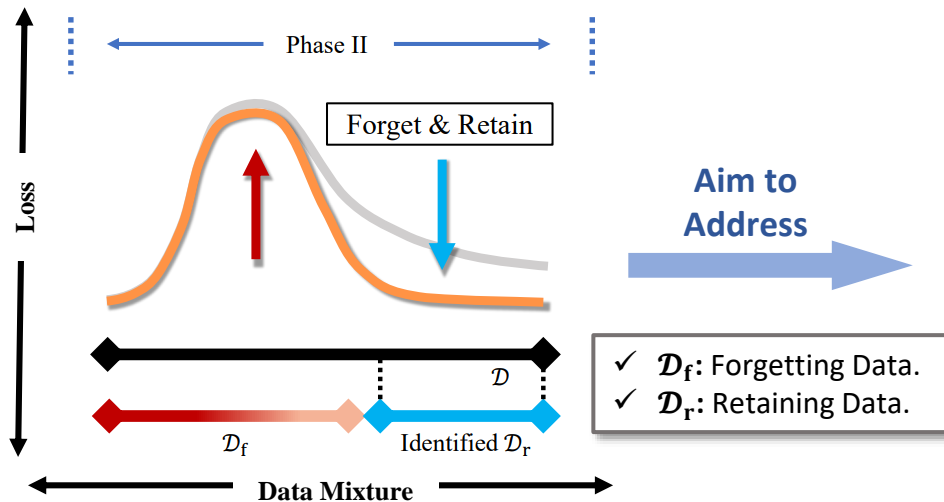 Phase II
Forget & Retain
Loss
Aim to
Address
𝒟
𝒟f
Identified 𝒟r
✓ 𝓓f: Forgetting Data.
✓ 𝓓r: Retaining Data.
Data Mixture